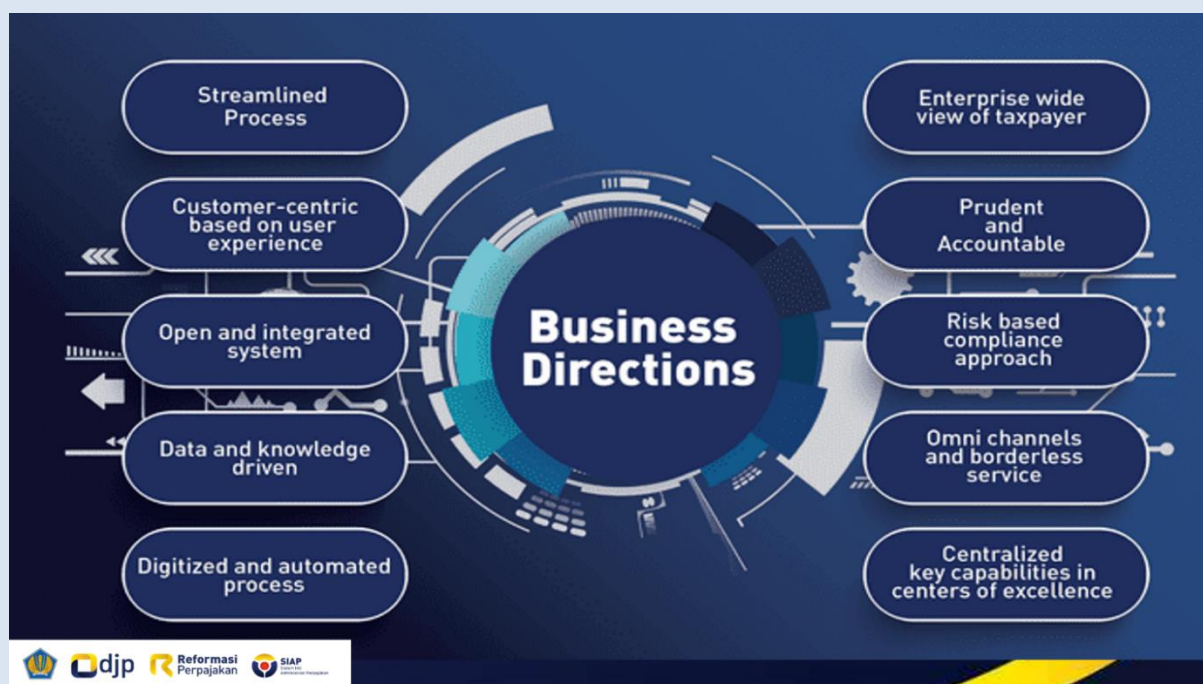 Streamlined
Process
Customer-centric
based on user
experience
Open and integrated
system
Data and knowledge
driven
Digitized and automated
process
Business
Directions
Enterprise wide
view of taxpayer
Prudent
and
Accountable
Risk based
compliance
approach
Omni channels
and borderless
service
Centralized
key capabilities in
centers of excellence
djp
Reformasi
Perpajakan
SIAP